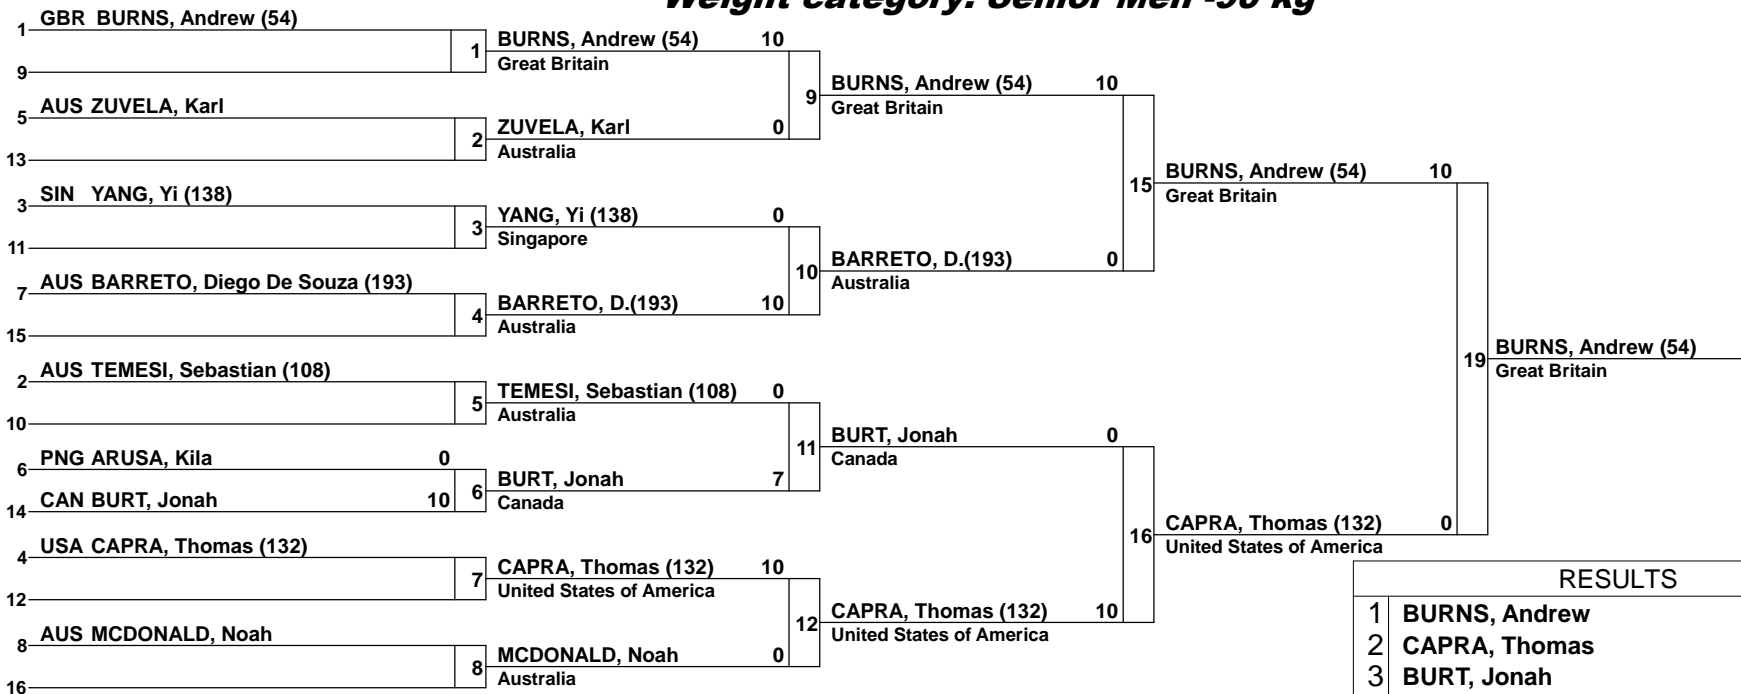 Weight category: Senior Men -90 kg
1 GBR BURNS, Andrew (54)
9
1
5 AUS ZUVELA, Karl
13
2
3 SIN YANG, Yi (138)
11
3
7 AUS BARRETO, Diego De Souza (193)
15
4
2 AUS TEMESI, Sebastian (108)
10
5
6 PNG ARUSA, Kila 0
14 CAN BURT, Jonah 10
6
4 USA CAPRA, Thomas (132)
12
7
8 AUS MCDONALD, Noah
16
8
BURNS, Andrew (54) 10
Great Britain
ZUVELA, Karl 0
Australia
9
YANG, Yi (138) 0
Singapore
BARRETO, D.(193) 10
Australia
10
TEMESI, Sebastian (108) 0
Australia
BURT, Jonah 7
Canada
11
CAPRA, Thomas (132) 10
United States of America
MCDONALD, Noah 0
Australia
12
BURNS, Andrew (54) 10
Great Britain
BARRETO, D.(193) 0
Australia
15
BURT, Jonah 0
Canada
CAPRA, Thomas (132) 10
United States of America
16
BURNS, Andrew (54) 10
Great Britain
CAPRA, Thomas (132) 0
United States of America
19
BURNS, Andrew (54)
Great Britain
RESULTS
1 BURNS, Andrew
2 CAPRA, Thomas
3 BURT, Jonah